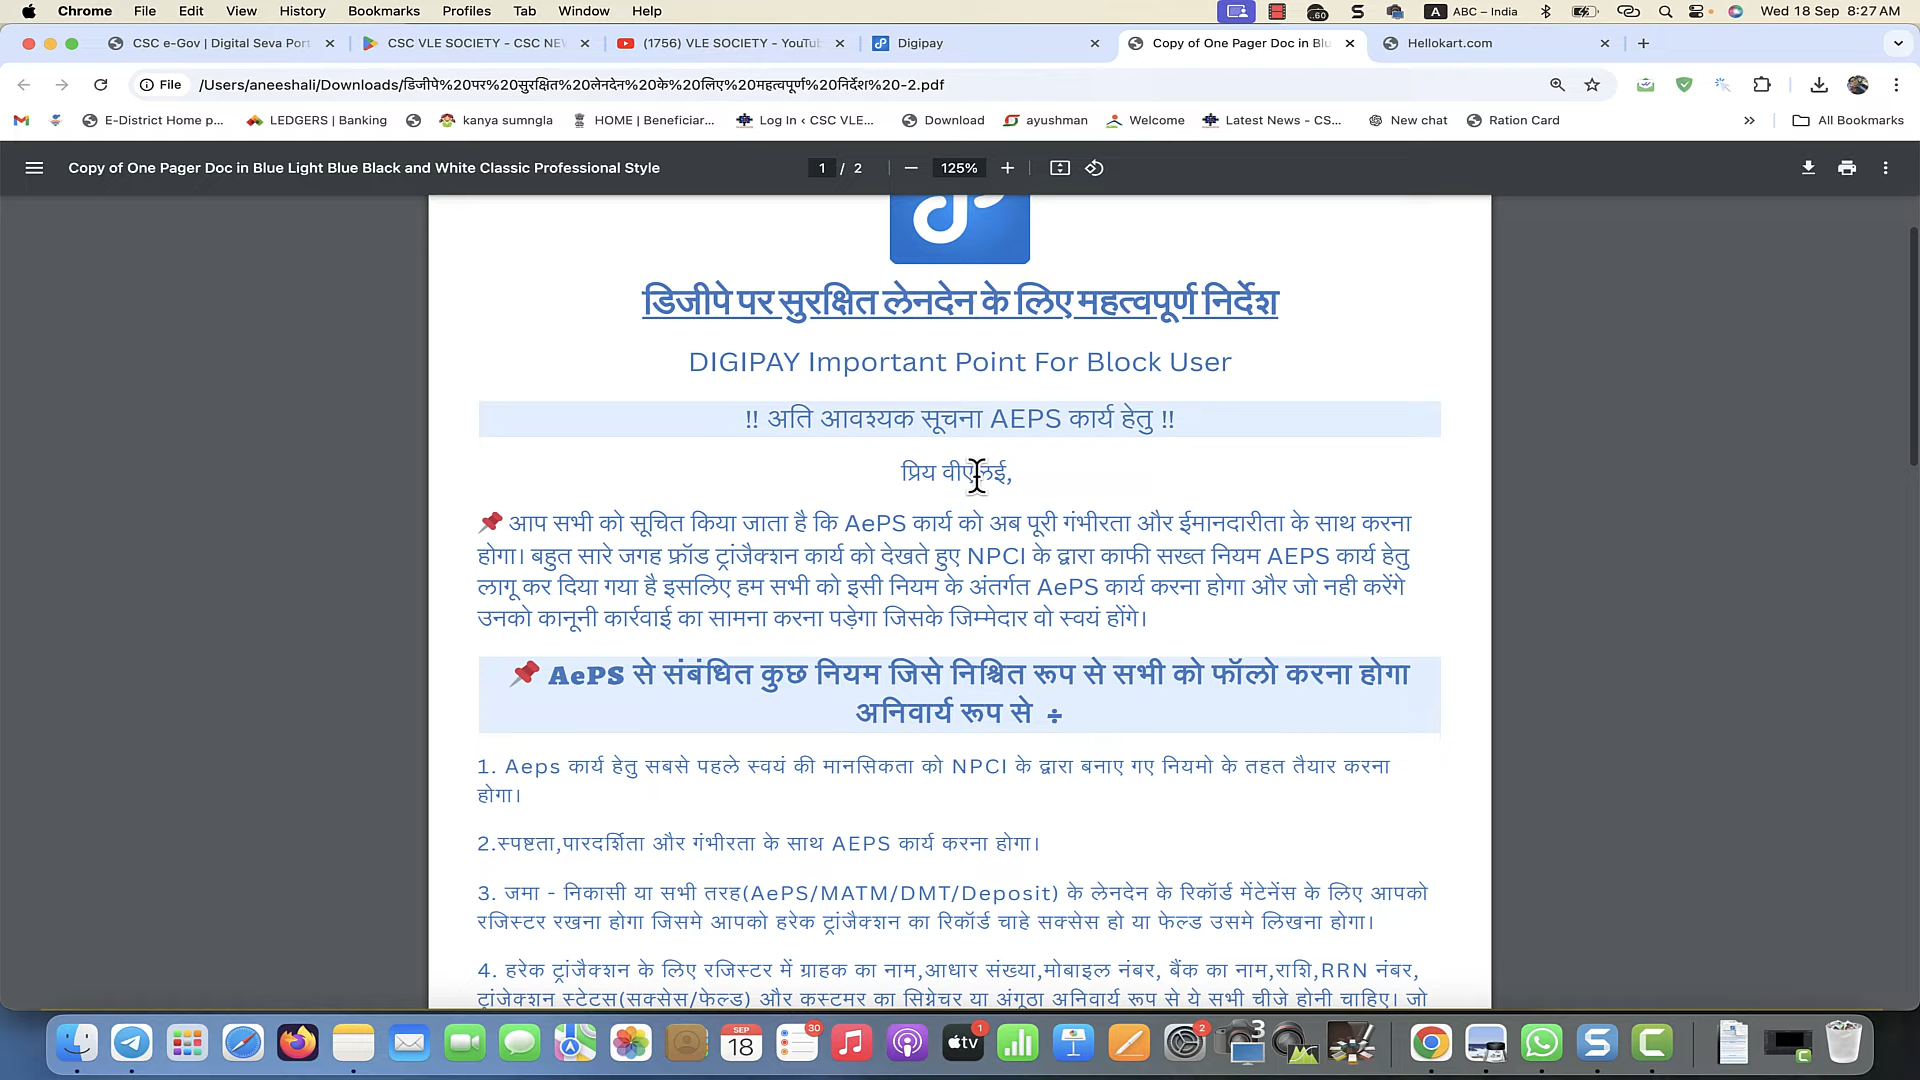 Chrome File Edit View History Bookmarks Profiles Tab Window Help .60 A ABC – India Wed 18 Sep 8:27 AM
CSC e-Gov | Digital Seva Port CSC VLE SOCIETY - CSC NEW (1756) VLE SOCIETY - YouTub Digipay Copy of One Pager Doc in Blu Hellokart.com
File /Users/aneeshali/Downloads/डिजीपे%20पर%20सुरक्षित%20लेनदेन%20के%20लिए%20महत्वपूर्ण%20निर्देश%20-2.pdf
E-District Home p... LEDGERS | Banking kanya sumngla HOME | Beneficiar... Log In ‹ CSC VLE... Download ayushman Welcome Latest News - CS... New chat Ration Card » All Bookmarks
Copy of One Pager Doc in Blue Light Blue Black and White Classic Professional Style 1 / 2 — 125% +
डिजीपे पर सुरक्षित लेनदेन के लिए महत्वपूर्ण निर्देश
DIGIPAY Important Point For Block User
!! अति आवश्यक सूचना AEPS कार्य हेतु !!
प्रिय वीएलई,
📌 आप सभी को सूचित किया जाता है कि AePS कार्य को अब पूरी गंभीरता और ईमानदारीता के साथ करना
होगा। बहुत सारे जगह फ्रॉड ट्रांजैक्शन कार्य को देखते हुए NPCI के द्वारा काफी सख्त नियम AEPS कार्य हेतु
लागू कर दिया गया है इसलिए हम सभी को इसी नियम के अंतर्गत AePS कार्य करना होगा और जो नही करेंगे
उनको कानूनी कार्रवाई का सामना करना पड़ेगा जिसके जिम्मेदार वो स्वयं होंगे।
📌 AePS से संबंधित कुछ नियम जिसे निश्चित रूप से सभी को फॉलो करना होगा
अनिवार्य रूप से ÷
1. Aeps कार्य हेतु सबसे पहले स्वयं की मानसिकता को NPCI के द्वारा बनाए गए नियमो के तहत तैयार करना
होगा।
2.स्पष्टता,पारदर्शिता और गंभीरता के साथ AEPS कार्य करना होगा।
3. जमा - निकासी या सभी तरह(AePS/MATM/DMT/Deposit) के लेनदेन के रिकॉर्ड मेंटेनेंस के लिए आपको
रजिस्टर रखना होगा जिसमे आपको हरेक ट्रांजैक्शन का रिकॉर्ड चाहे सक्सेस हो या फेल्ड उसमे लिखना होगा।
4. हरेक ट्रांजैक्शन के लिए रजिस्टर में ग्राहक का नाम,आधार संख्या,मोबाइल नंबर, बैंक का नाम,राशि,RRN नंबर,
ट्रांजेक्शन स्टेटस(सक्सेस/फेल्ड) और कस्टमर का सिग्नेचर या अंगूठा अनिवार्य रूप से ये सभी चीजे होनी चाहिए। जो
SEP
18
30
1
tv
2
3